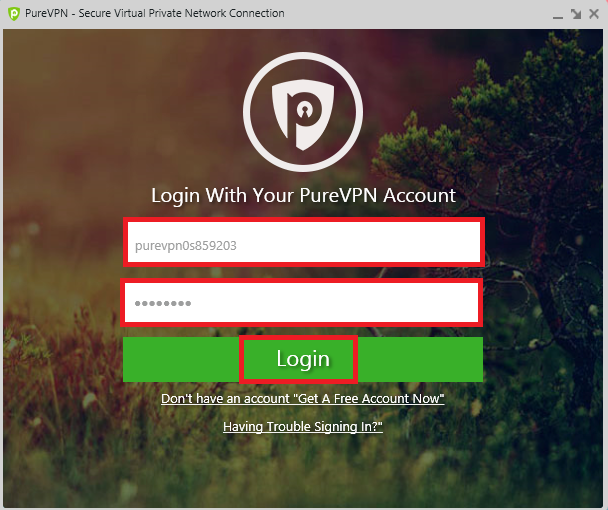 PureVPN - Secure Virtual Private Network Connection
Login With Your PureVPN Account
purevpn0s859203
●●●●●●●●
Login
Don't have an account "Get A Free Account Now"
Having Trouble Signing In?"